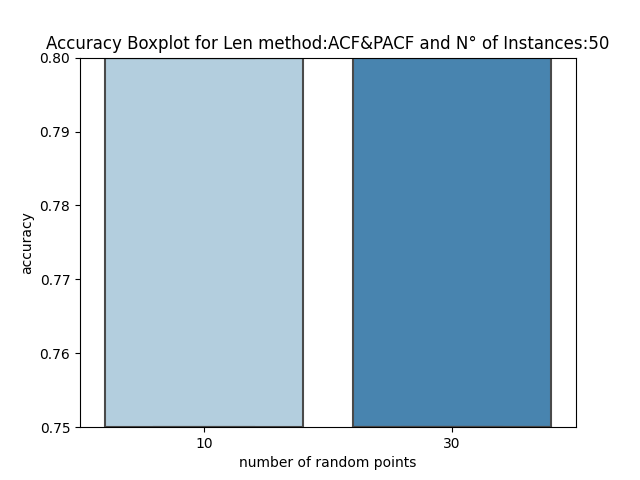 Accuracy Boxplot for Len method:ACF&PACF and N° of Instances:50
0.80
0.79
0.78
0.77
0.76
0.75
accuracy
10 30
number of random points